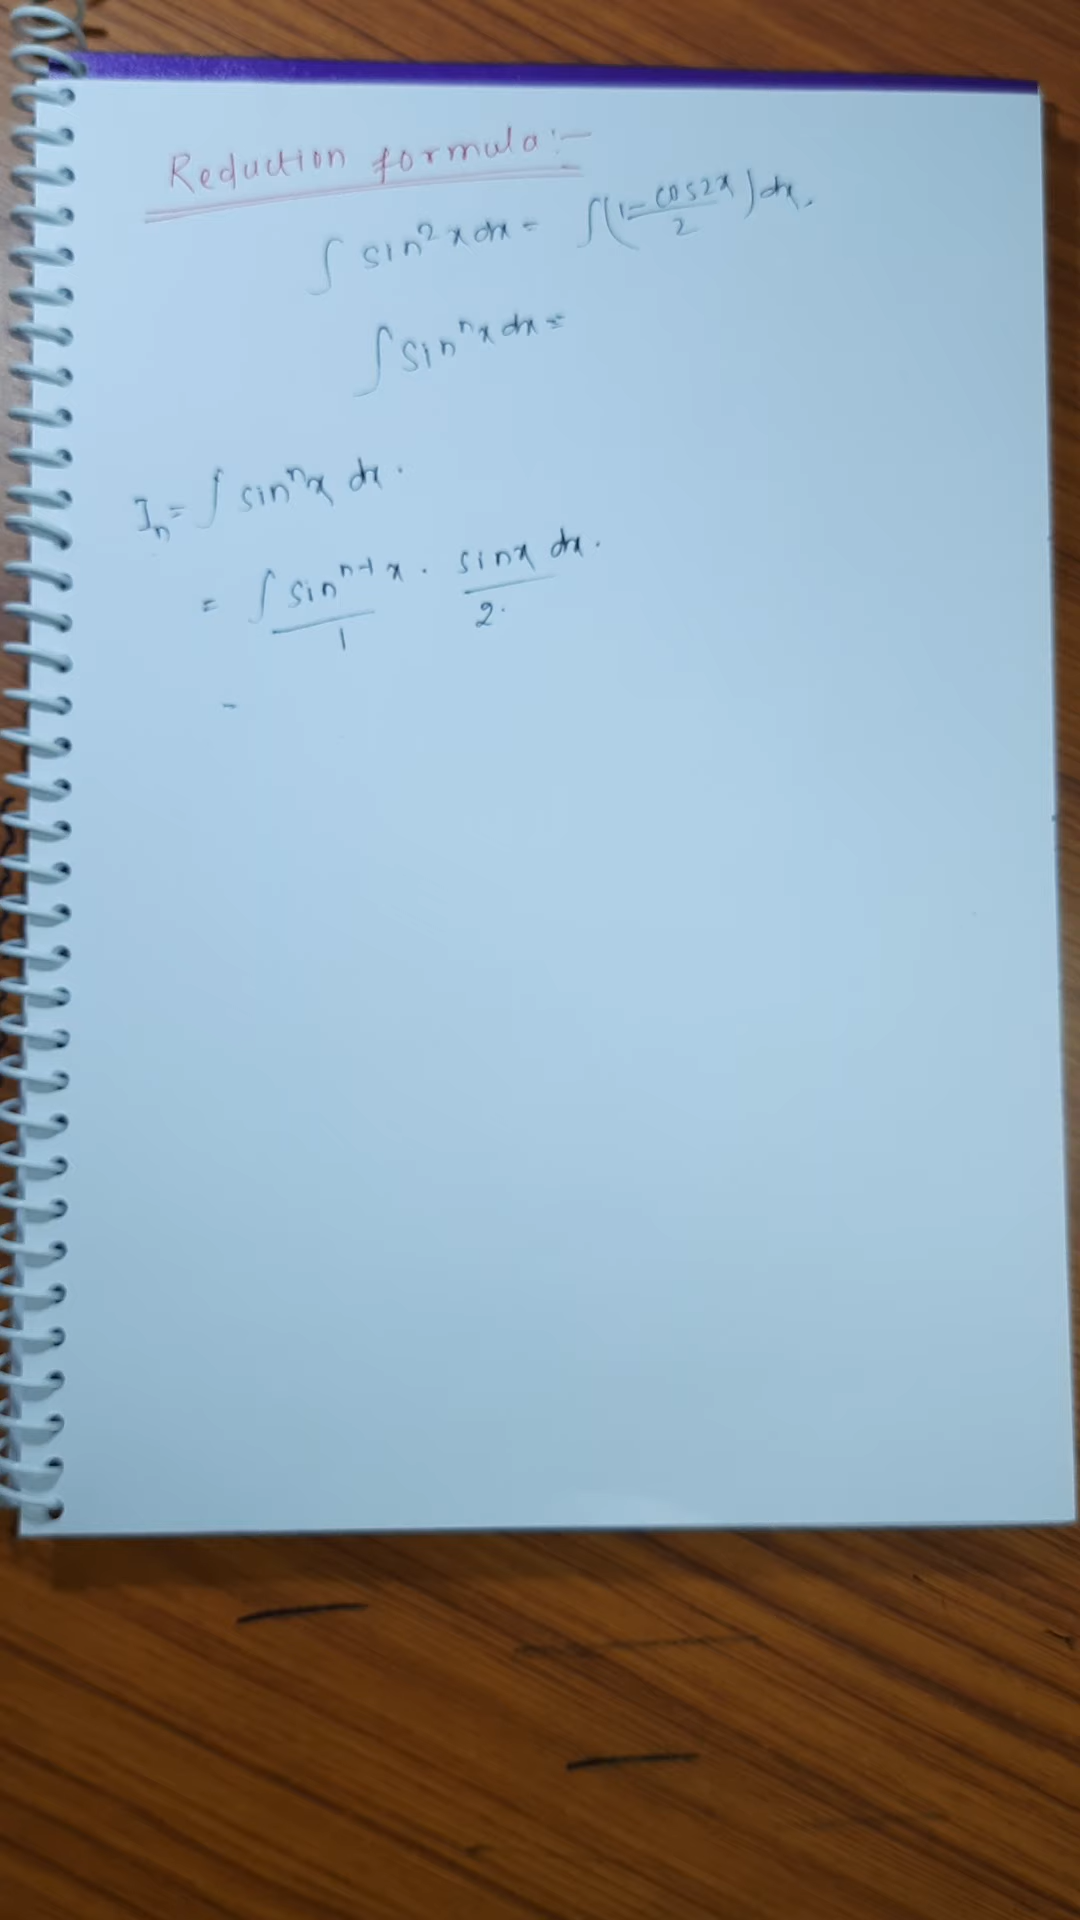 Reduction formula:-
∫ sin²x dx = ∫(1-cos2x/2)dx.
∫ sinⁿx dx =
Iₙ = ∫ sinⁿx dx.
= ∫ sinⁿ⁻¹x . sinx dx.
1 2.
-